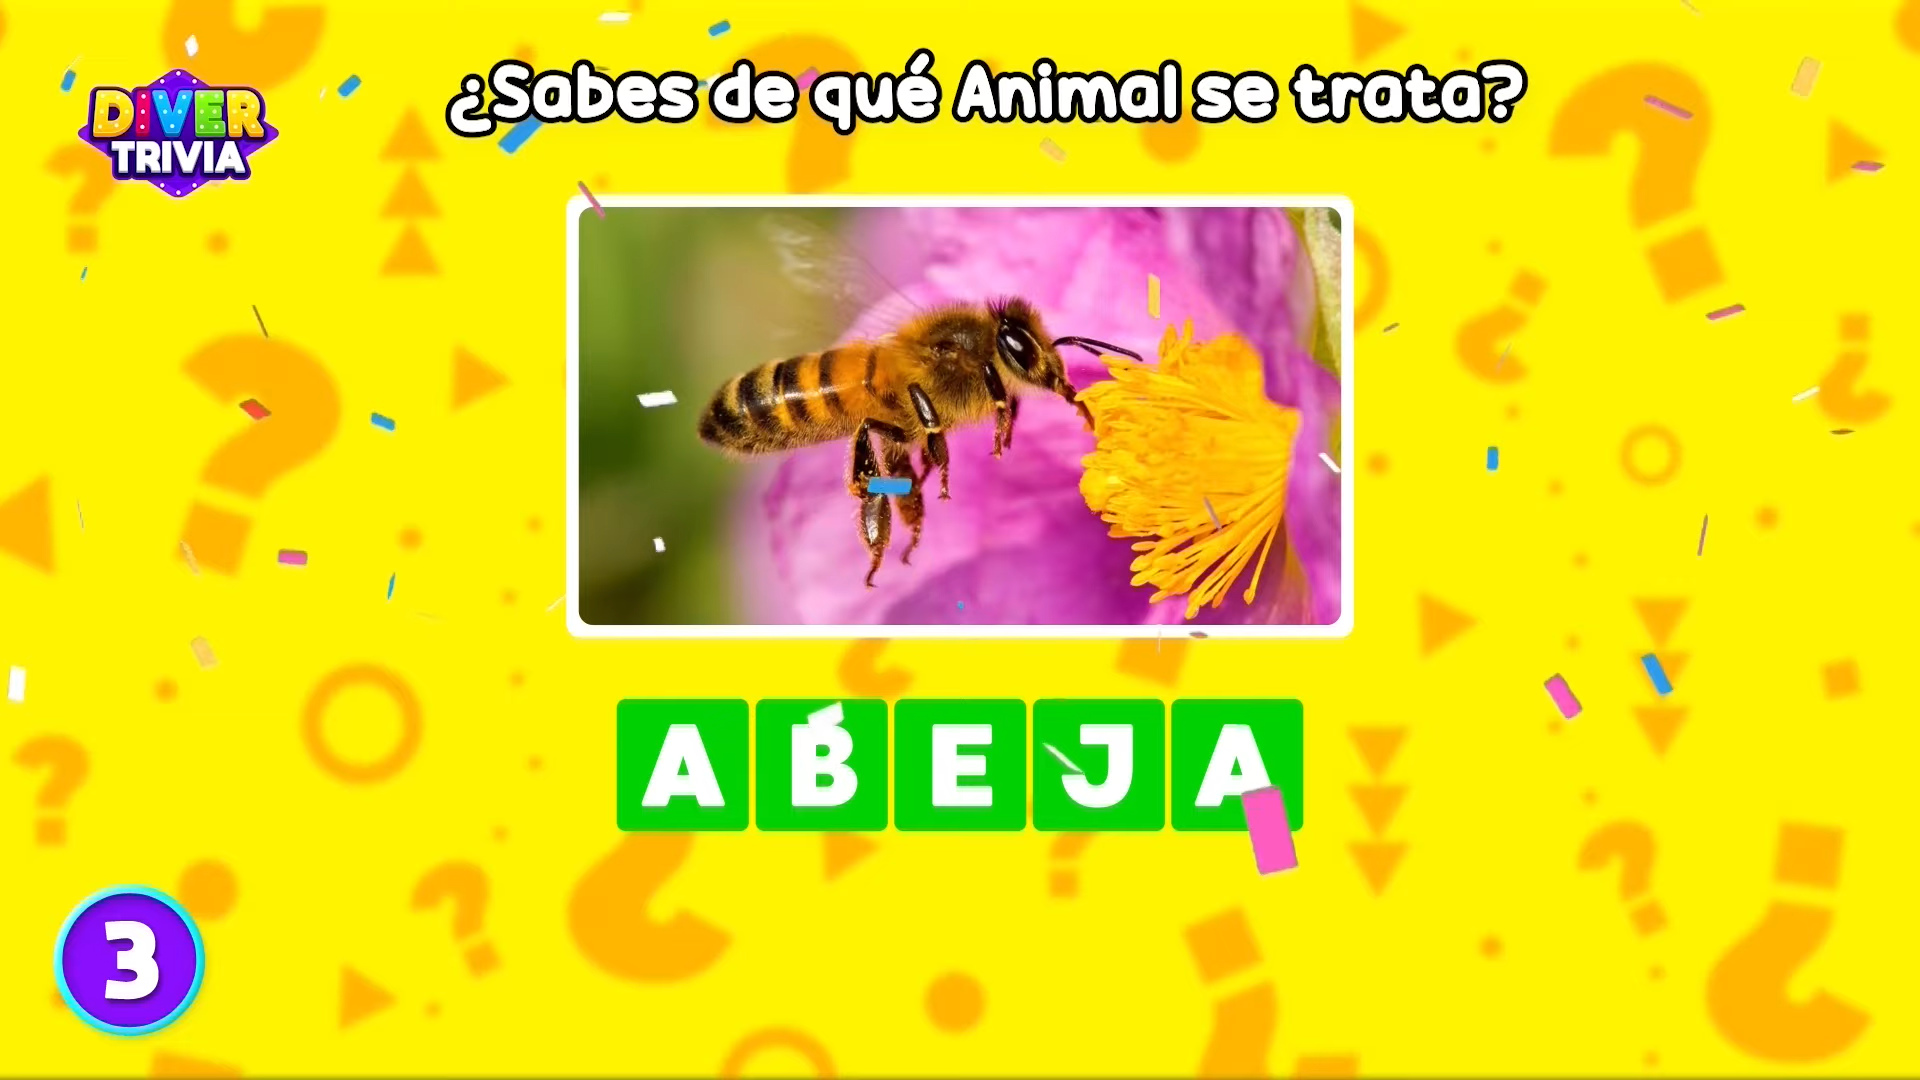 ¿Sabes de qué Animal se trata?
DIVER
TRIVIA
ABEJA
3